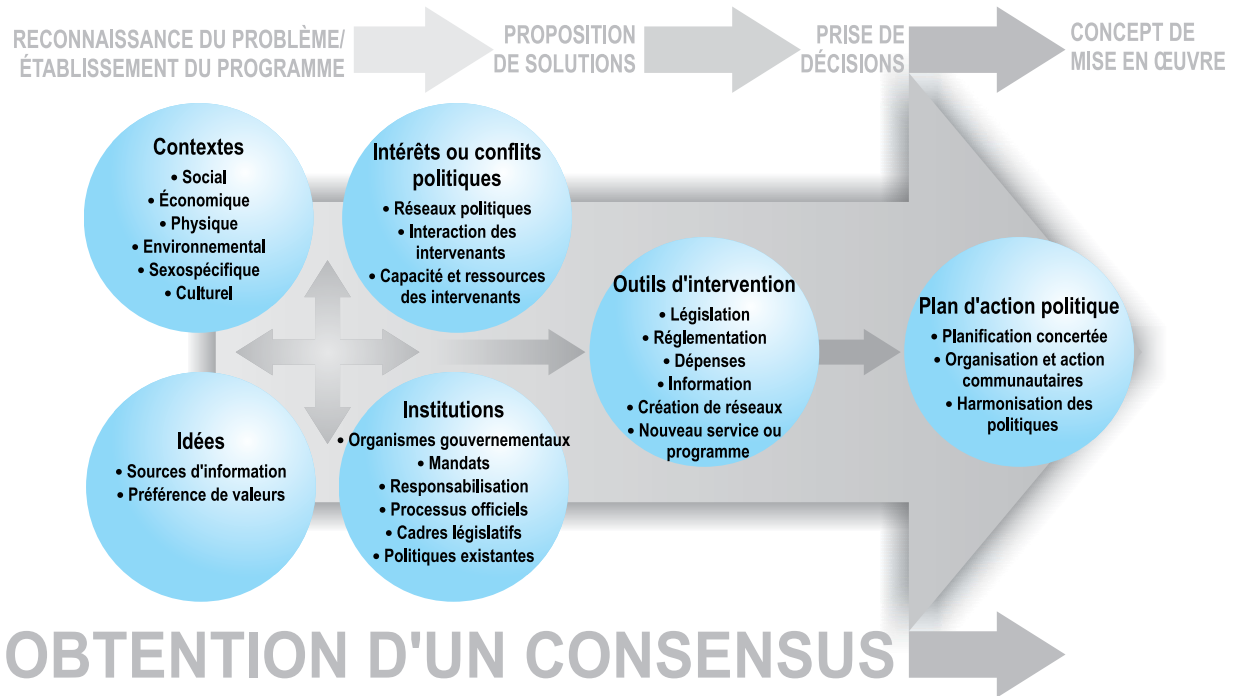 RECONNAISSANCE DU PROBLÈME/
ÉTABLISSEMENT DU PROGRAMME
PROPOSITION
DE SOLUTIONS
PRISE DE
DÉCISIONS
CONCEPT DE
MISE EN ŒUVRE
Contextes
• Social
• Économique
• Physique
• Environnemental
• Sexospécifique
• Culturel
Intérêts ou conflits
politiques
• Réseaux politiques
• Interaction des
intervenants
• Capacité et ressources
des intervenants
Idées
• Sources d'information
• Préférence de valeurs
Institutions
• Organismes gouvernementaux
• Mandats
• Responsabilisation
• Processus officiels
• Cadres législatifs
• Politiques existantes
Outils d'intervention
• Législation
• Réglementation
• Dépenses
• Information
• Création de réseaux
• Nouveau service ou
programme
Plan d'action politique
• Planification concertée
• Organisation et action
communautaires
• Harmonisation des
politiques
OBTENTION D'UN CONSENSUS